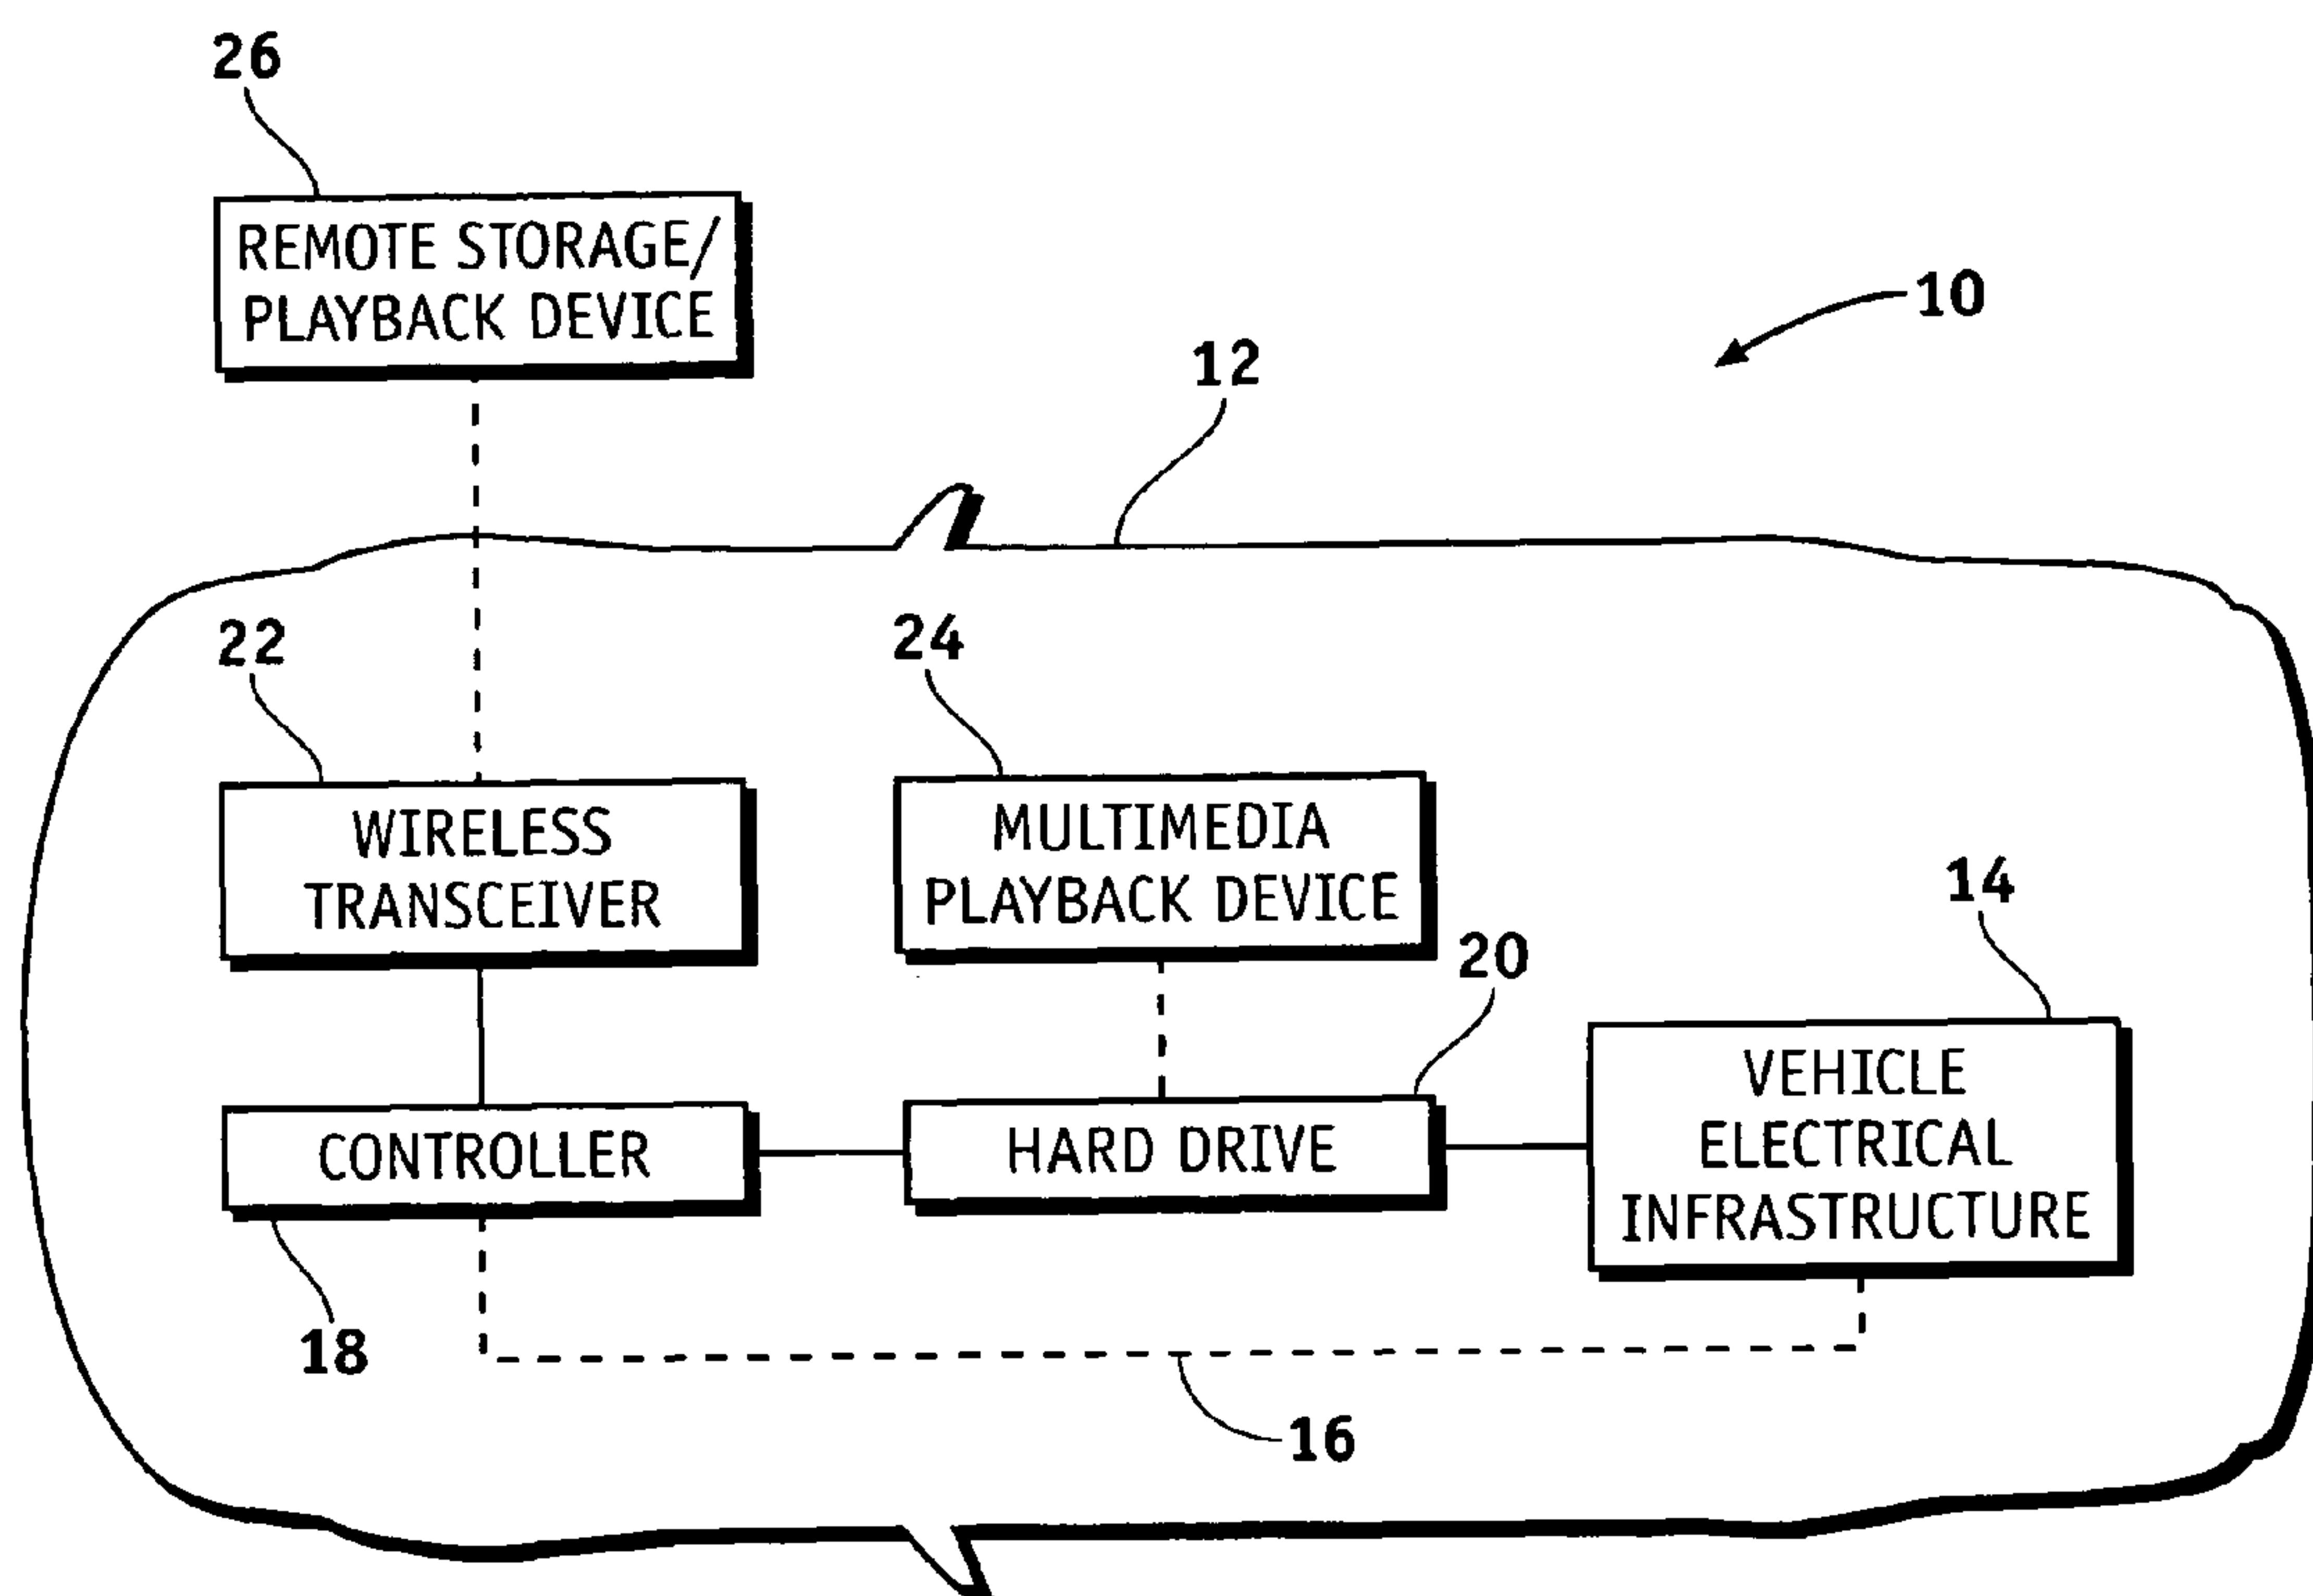 26
REMOTE STORAGE/
PLAYBACK DEVICE
10
12
22
24
WIRELESS
TRANSCEIVER
MULTIMEDIA
PLAYBACK DEVICE
14
20
CONTROLLER
HARD DRIVE
VEHICLE
ELECTRICAL
INFRASTRUCTURE
18
16